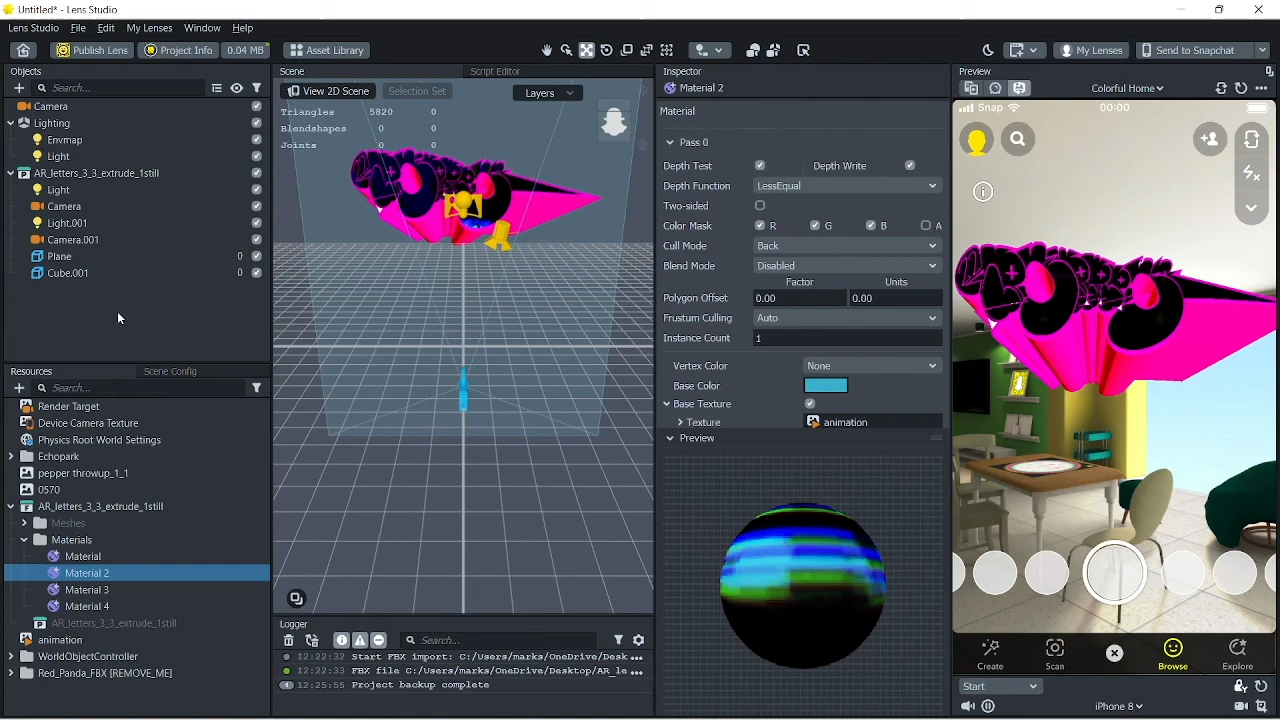 Untitled* - Lens Studio
Lens Studio File Edit My Lenses Window Help
Publish Lens Project Info 0.04 MB Asset Library My Lenses Send to Snapchat
Objects
Search...
Camera
Lighting
Envmap
Light
AR_letters_3_3_extrude_1still
Light
Camera
Light.001
Camera.001
Plane 0
Cube.001 0
Resources Scene Config
Search...
Render Target
Device Camera Texture
Physics Root World Settings
Echopark
pepper throwup_1_1
0570
AR_letters_3_3_extrude_1still
Meshes
Materials
Material
Material 2
Material 3
Material 4
AR_letters_3_3_extrude_1still
animation
WorldObjectController
Red_Panda_FBX [REMOVE_ME]
Scene Script Editor
View 2D Scene Selection Set Layers
Triangles 5820 0
Blendshapes 0 0
Joints 0 0
Logger
Search...
12:22:32 Start FBX import: C:/Users/marks/OneDrive/Desk ...
12:22:33 FBX file C:/Users/marks/OneDrive/Desktop/AR_le ...
12:25:55 Project backup complete
Inspector
Material 2
Material
Pass 0
Depth Test Depth Write
Depth Function LessEqual
Two-sided
Color Mask R G B A
Cull Mode Back
Blend Mode Disabled
Factor Units
Polygon Offset 0.00 0.00
Frustum Culling Auto
Instance Count 1
Vertex Color None
Base Color
Base Texture
Texture animation
Preview
Preview
Colorful Home
Snap 00:00
Create Scan Browse Explore
Start
iPhone 8